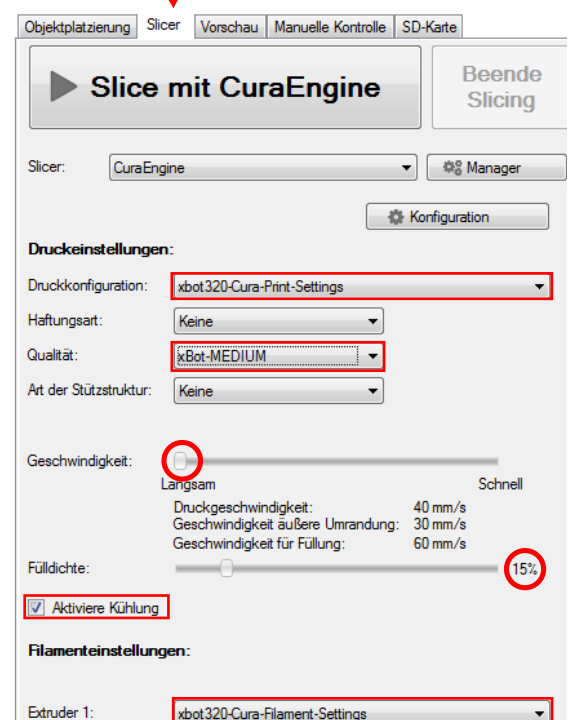 Objektplatzierung Slicer Vorschau Manuelle Kontrolle SD-Karte
Slice mit CuraEngine
Beende
Slicing
Slicer: CuraEngine Manager
Konfiguration
Druckeinstellungen:
Druckkonfiguration: xbot320-Cura-Print-Settings
Haftungsart: Keine
Qualität: xBot-MEDIUM
Art der Stützstruktur: Keine
Geschwindigkeit:
Langsam Schnell
Druckgeschwindigkeit: 40 mm/s
Geschwindigkeit äußere Umrandung: 30 mm/s
Geschwindigkeit für Füllung: 60 mm/s
Fülldichte: 15%
Aktiviere Kühlung
Filamenteinstellungen:
Extruder 1: xbot320-Cura-Filament-Settings